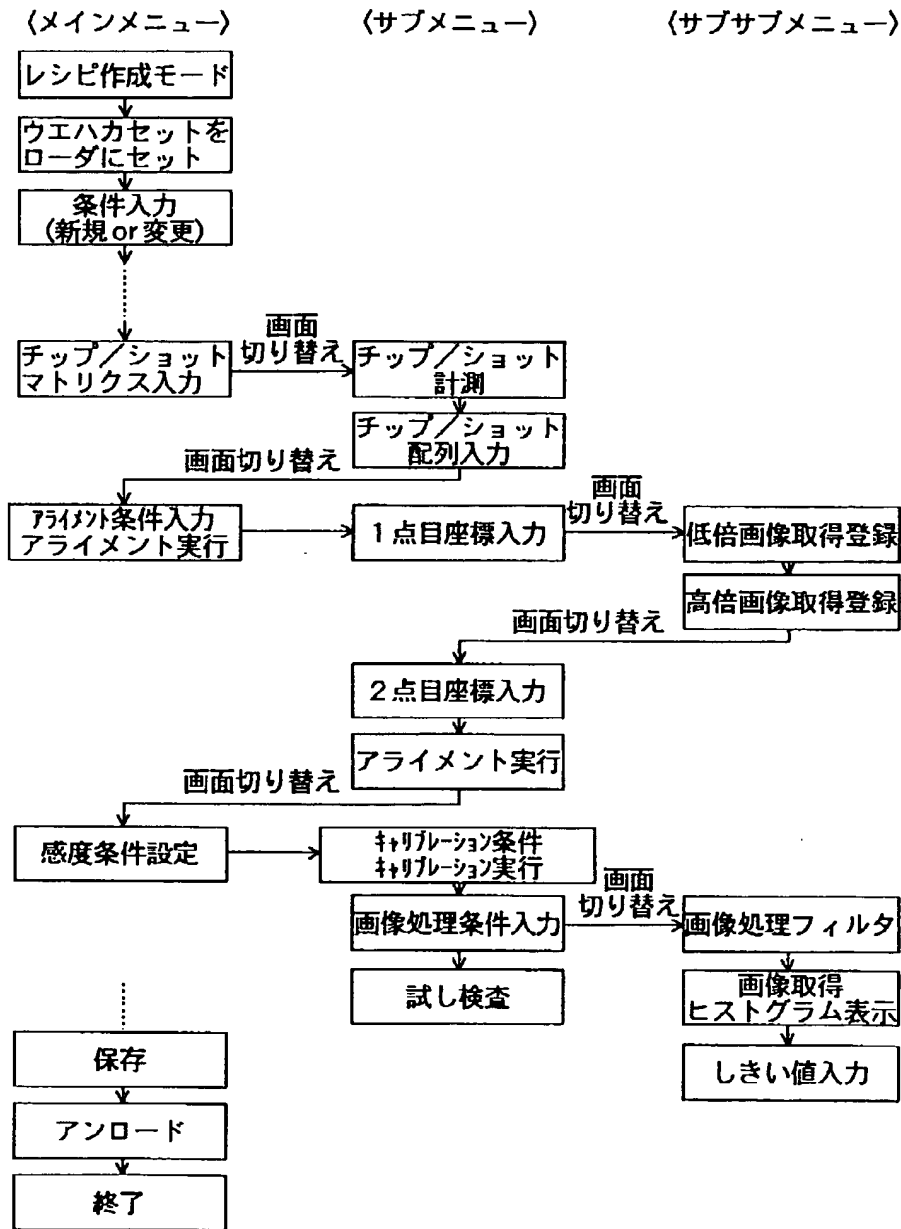 〈メインメニュー〉
〈サブメニュー〉
〈サブサブメニュー〉
レシピ作成モード
ウエハカセットを
ローダにセット
条件入力
(新規or変更)
チップ／ショット
マトリクス入力
画面
切り替え
チップ／ショット
計測
チップ／ショット
配列入力
画面切り替え
ｱﾗｲﾒﾝﾄ条件入力
アライメント実行
1点目座標入力
画面
切り替え
低倍画像取得登録
高倍画像取得登録
画面切り替え
2点目座標入力
アライメント実行
画面切り替え
感度条件設定
ｷｬﾘﾌﾞﾚｰｼｮﾝ条件
ｷｬﾘﾌﾞﾚｰｼｮﾝ実行
画像処理条件入力
画面
切り替え
画像処理フィルタ
試し検査
画像取得
ヒストグラム表示
しきい値入力
保存
アンロード
終了